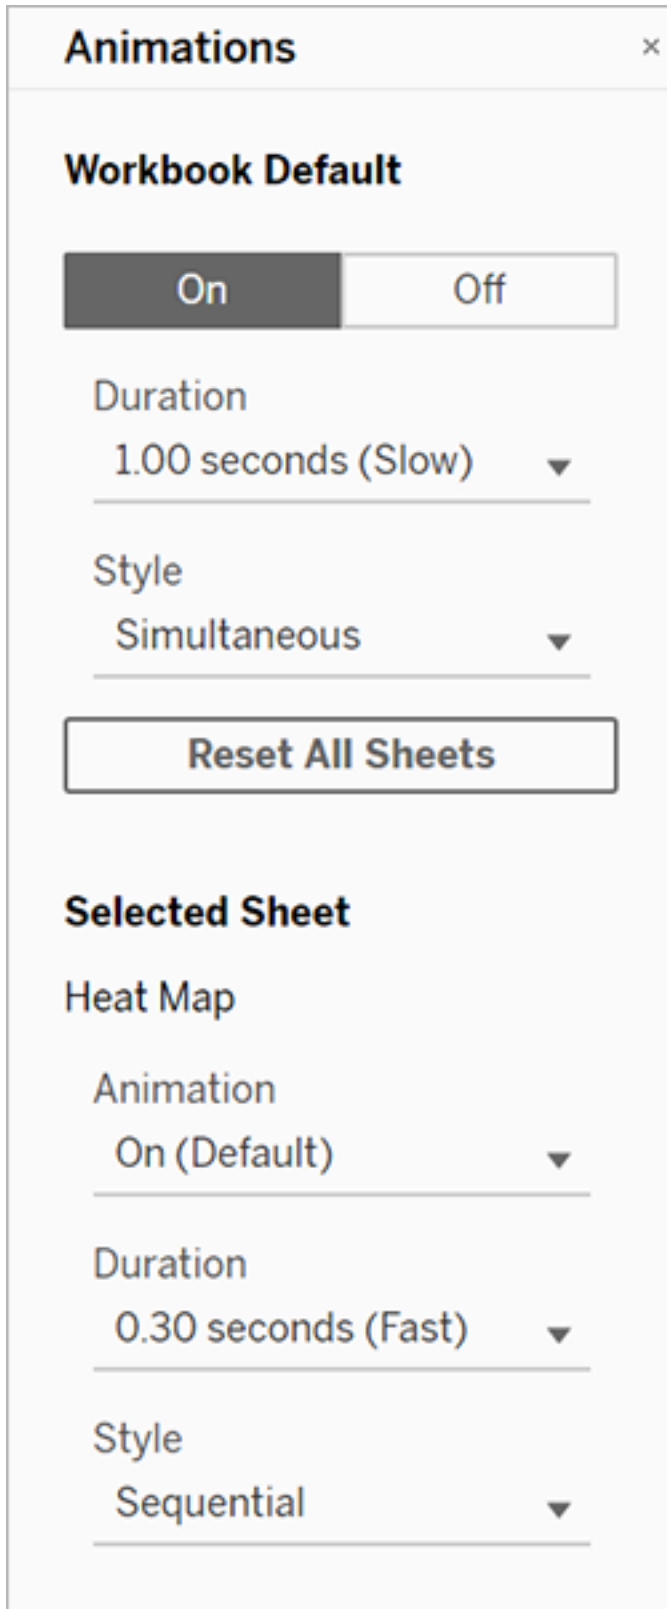 Animations
Workbook Default
On Off
Duration
1.00 seconds (Slow)
Style
Simultaneous
Reset All Sheets
Selected Sheet
Heat Map
Animation
On (Default)
Duration
0.30 seconds (Fast)
Style
Sequential